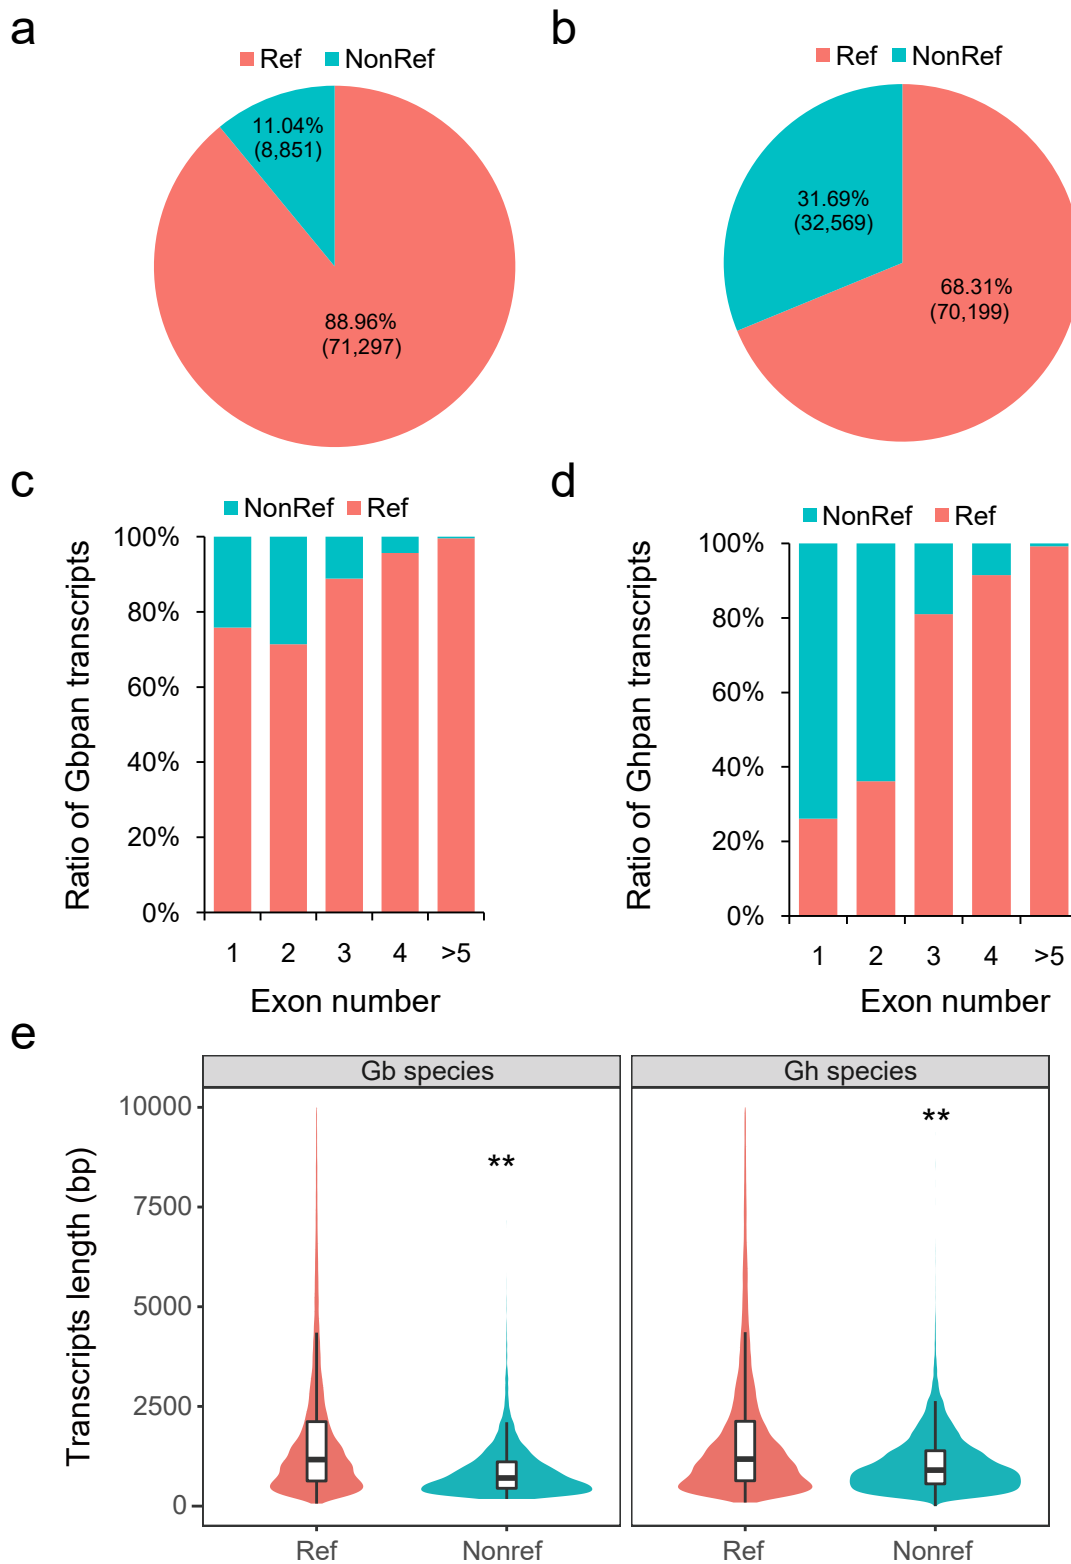 a
Ref NonRef
11.04%
(8,851)
88.96%
(71,297)
b
Ref NonRef
31.69%
(32,569)
68.31%
(70,199)
c
NonRef Ref
Ratio of Gbpan transcripts
100%
80%
60%
40%
20%
0%
1 2 3 4 >5
Exon number
d
NonRef Ref
Ratio of Ghpan transcripts
100%
80%
60%
40%
20%
0%
1 2 3 4 >5
Exon number
e
Gb species Gh species
Transcripts length (bp)
10000
7500
5000
2500
0
**
**
Ref Nonref Ref Nonref